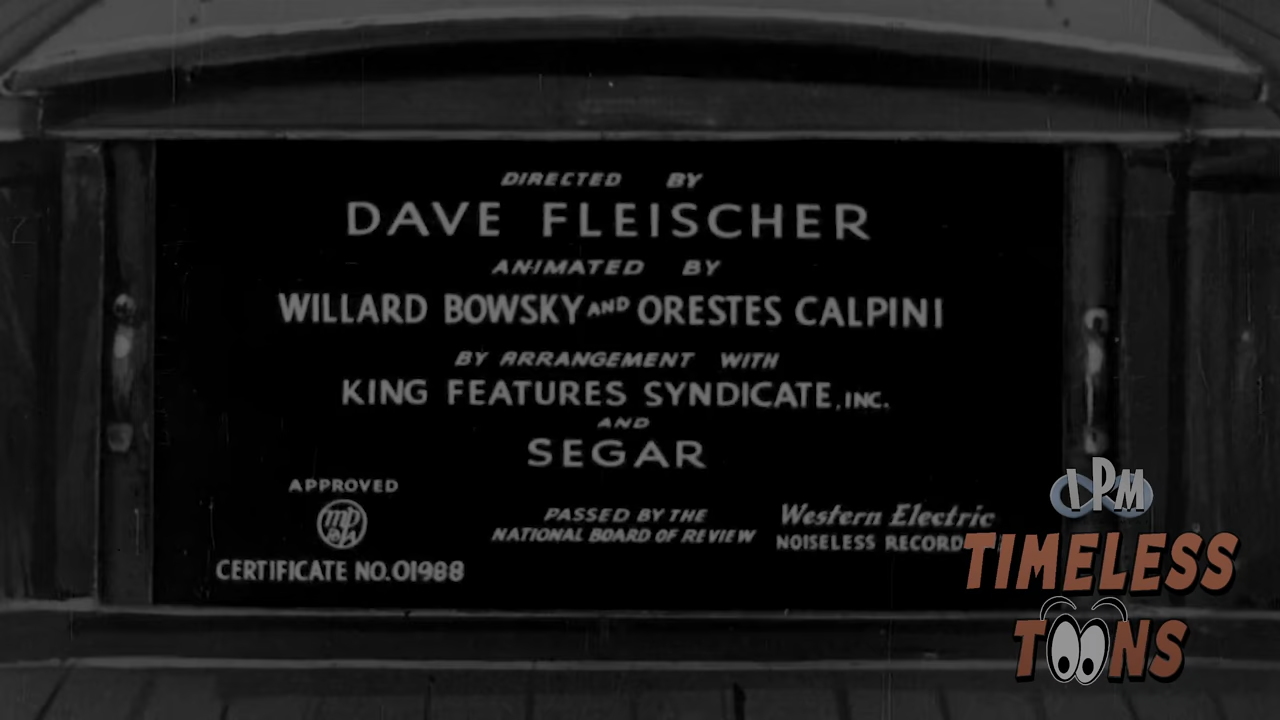 DIRECTED BY
DAVE FLEISCHER
ANIMATED BY
WILLARD BOWSKY AND ORESTES CALPINI
BY ARRANGEMENT WITH
KING FEATURES SYNDICATE, INC.
AND
SEGAR
APPROVED
CERTIFICATE NO. 01988
PASSED BY THE
NATIONAL BOARD OF REVIEW
Western Electric
NOISELESS RECORD
IPM
TIMELESS
TOONS